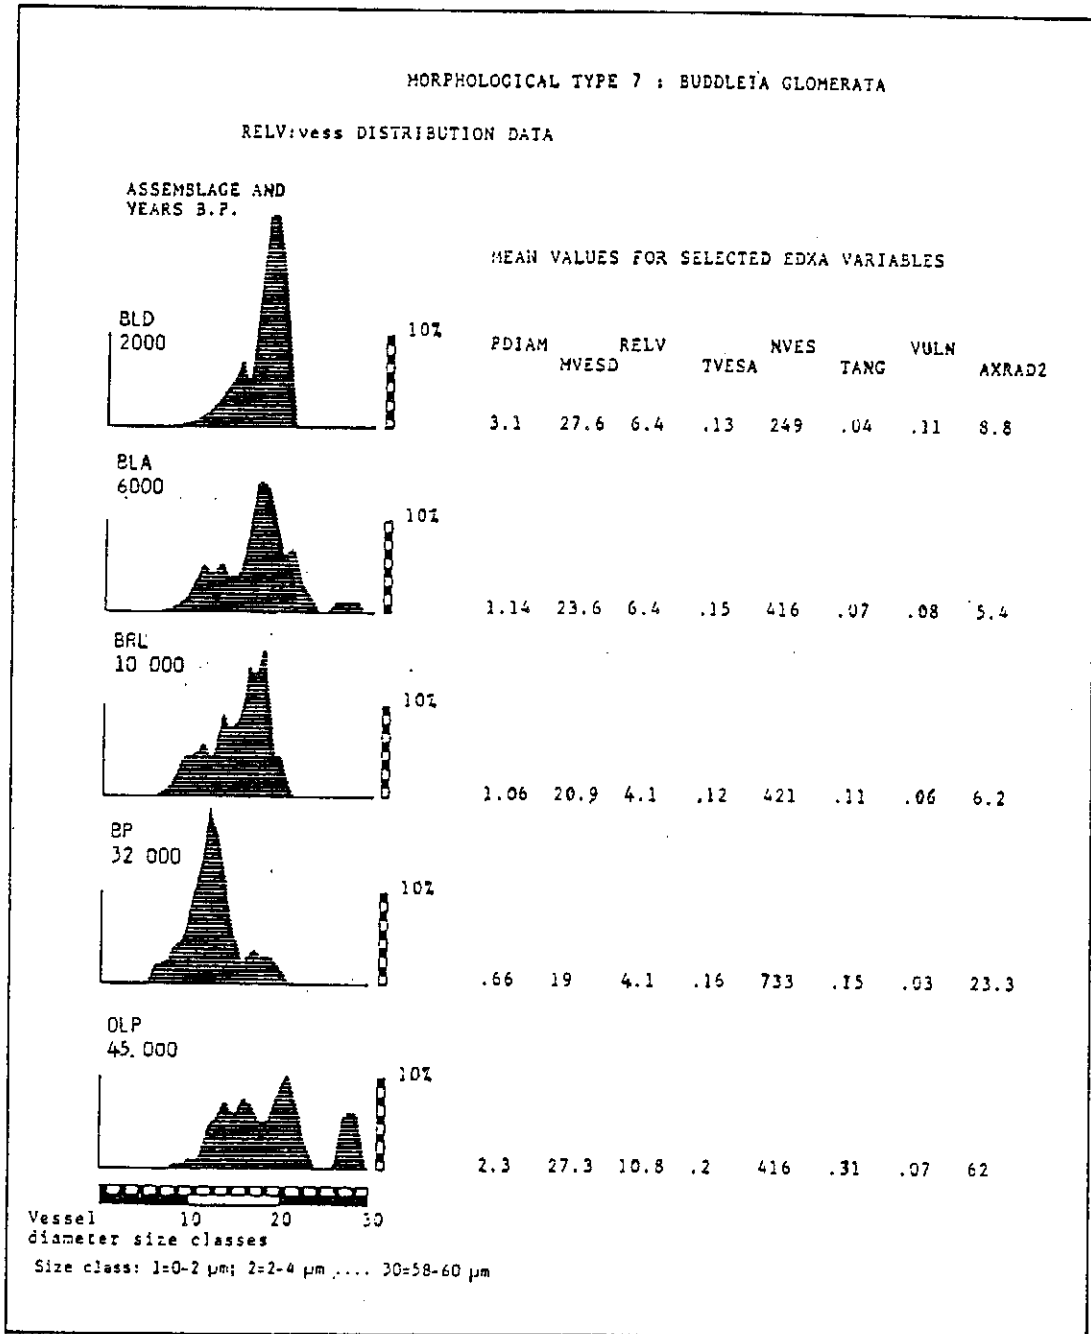 MORPHOLOGICAL TYPE 7 : BUDDLEIA GLOMERATA
RELV:vess DISTRIBUTION DATA
ASSEMBLAGE AND
YEARS B.P.
MEAN VALUES FOR SELECTED EDXA VARIABLES
PDIAM MVESD RELV TVESA NVES TANG VULN AXRAD2
BLD
2000
10%
3.1 27.6 6.4 .13 249 .04 .11 8.8
BLA
6000
10%
1.14 23.6 6.4 .15 416 .07 .08 5.4
BRL
10 000
10%
1.06 20.9 4.1 .12 421 .11 .06 6.2
BP
32 000
10%
.66 19 4.1 .16 733 .15 .03 23.3
OLP
45.000
10%
2.3 27.3 10.8 .2 416 .31 .07 62
10 20 30
Vessel
diameter size classes
Size class: 1=0-2 µm; 2=2-4 µm .... 30=58-60 µm